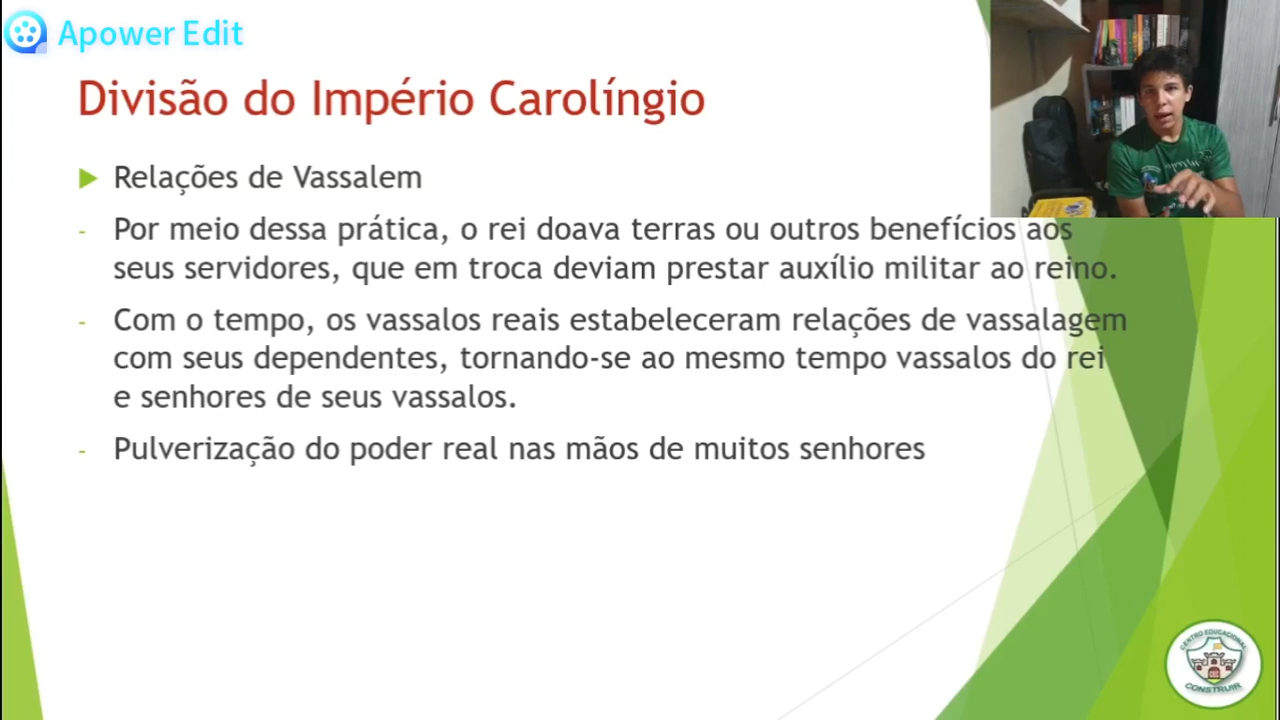 Apower Edit
Divisão do Império Carolíngio
Relações de Vassalem
- Por meio dessa prática, o rei doava terras ou outros benefícios aos
seus servidores, que em troca deviam prestar auxílio militar ao reino.
- Com o tempo, os vassalos reais estabeleceram relações de vassalagem
com seus dependentes, tornando-se ao mesmo tempo vassalos do rei
e senhores de seus vassalos.
- Pulverização do poder real nas mãos de muitos senhores
CENTRO EDUCACIONAL
CEC
CONSTRUIR